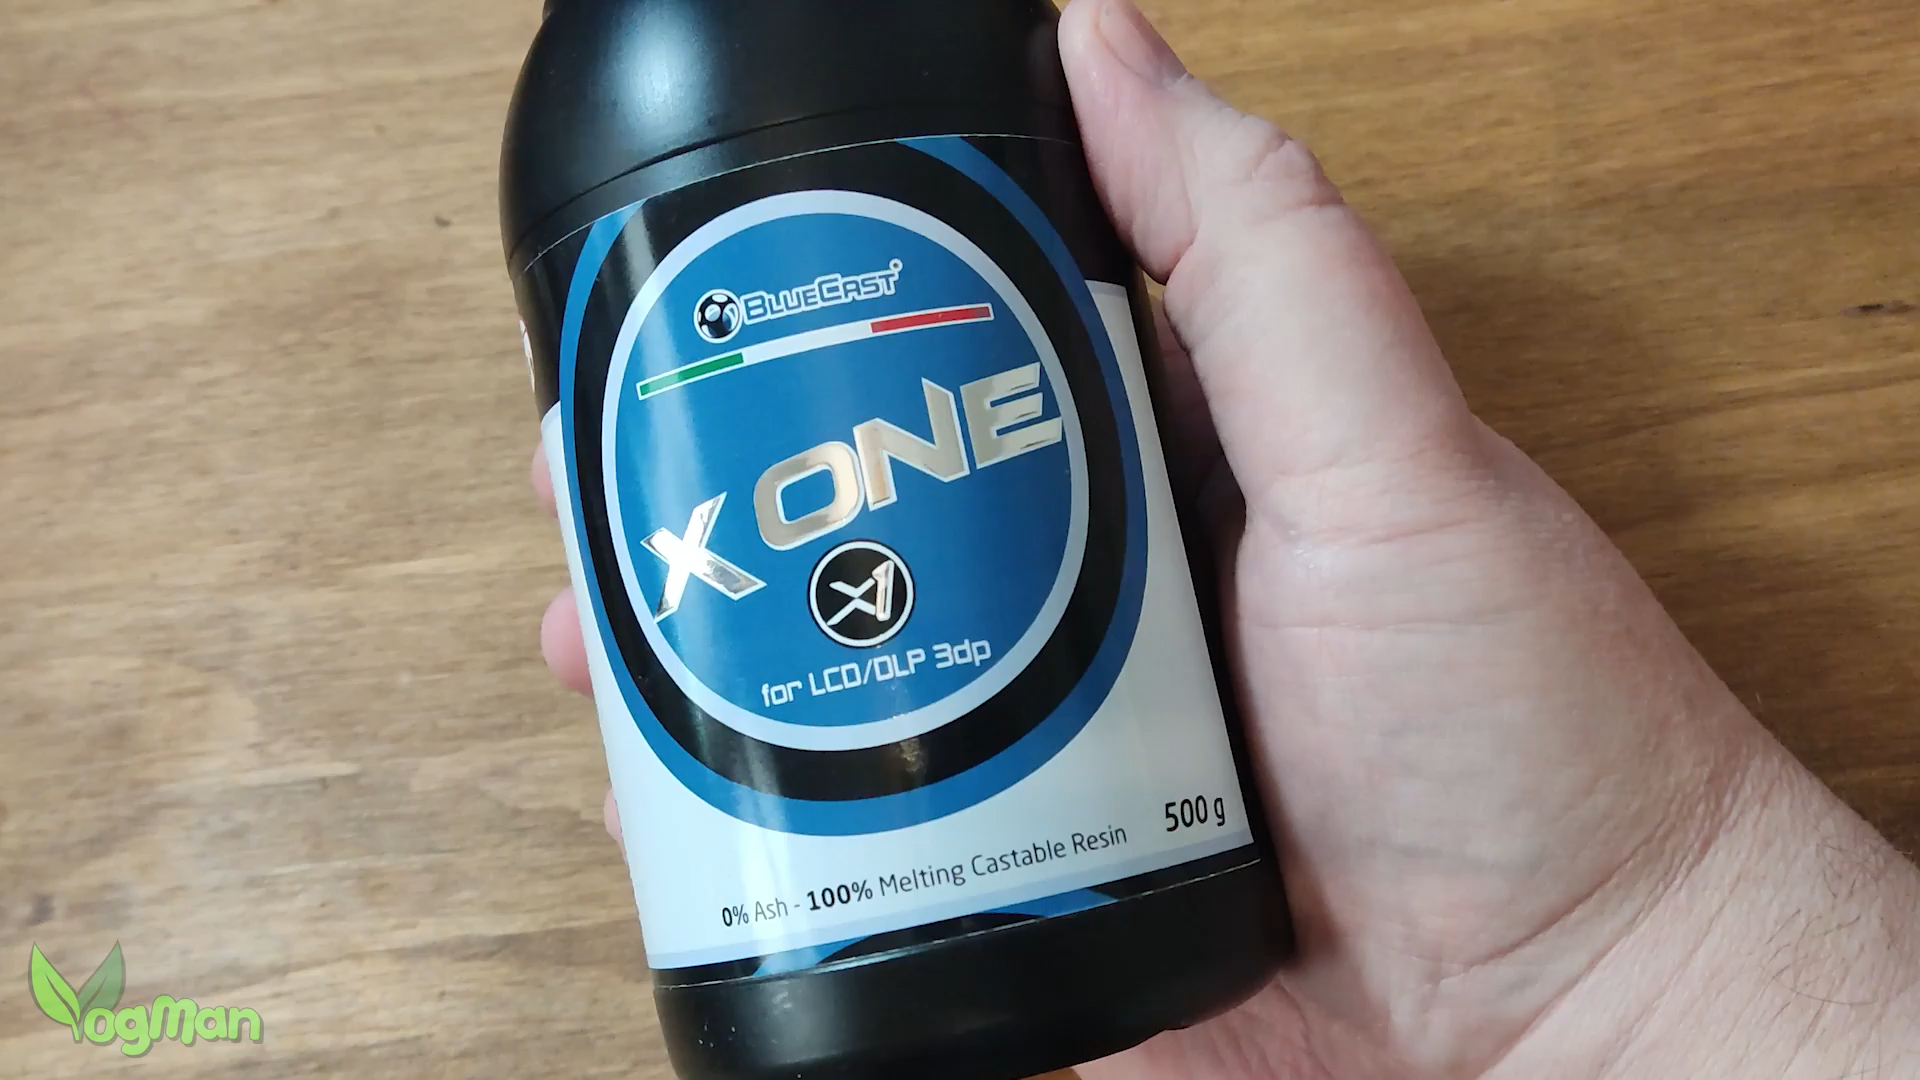 BLUECAST
X ONE
X1
for LCD/DLP 3dp
500 g
0% Ash - 100% Melting Castable Resin
VogMan